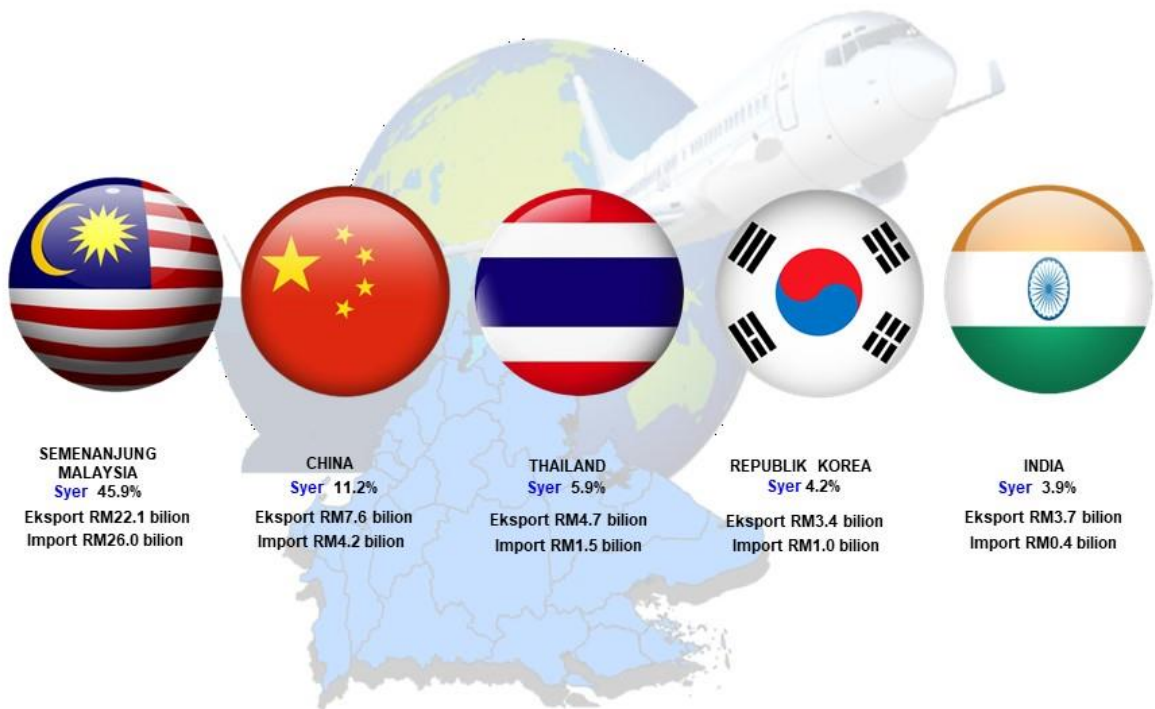 SEMENANJUNG
MALAYSIA
Syer 45.9%
Eksport RM22.1 bilion
Import RM26.0 bilion
CHINA
Syer 11.2%
Eksport RM7.6 bilion
Import RM4.2 bilion
THAILAND
Syer 5.9%
Eksport RM4.7 bilion
Import RM1.5 bilion
REPUBLIK KOREA
Syer 4.2%
Eksport RM3.4 bilion
Import RM1.0 bilion
INDIA
Syer 3.9%
Eksport RM3.7 bilion
Import RM0.4 bilion